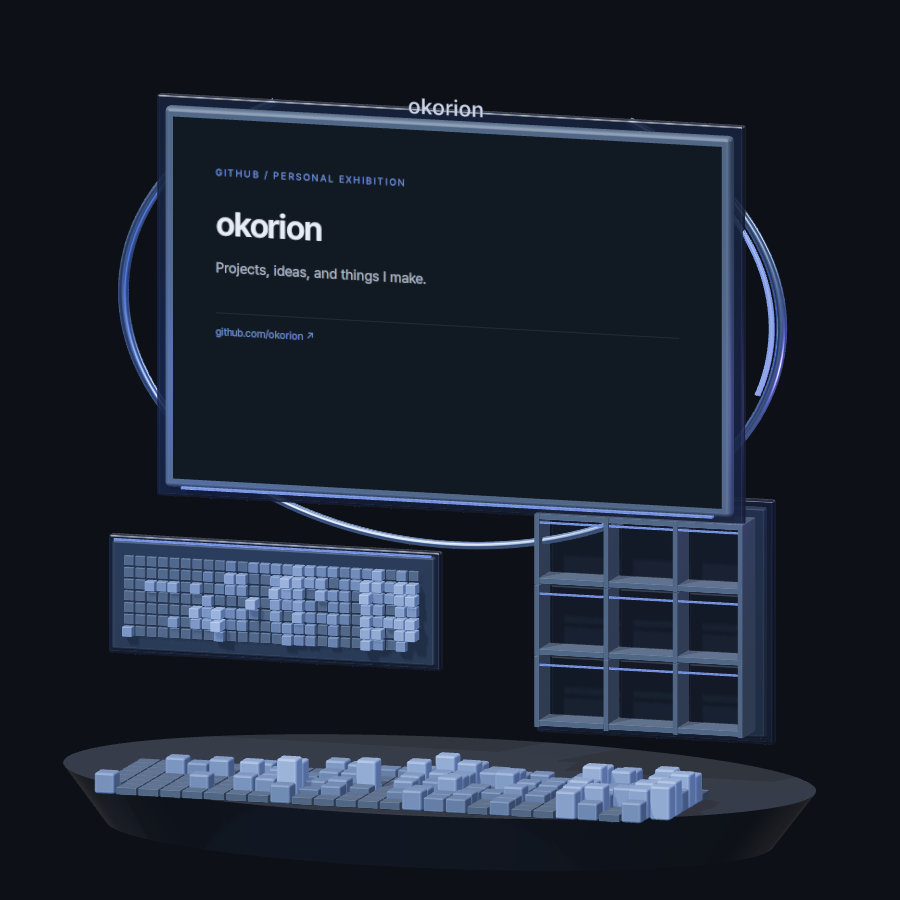 okorion
GITHUB / PERSONAL EXHIBITION
okorion
Projects, ideas, and things I make.
github.com/okorion ↗